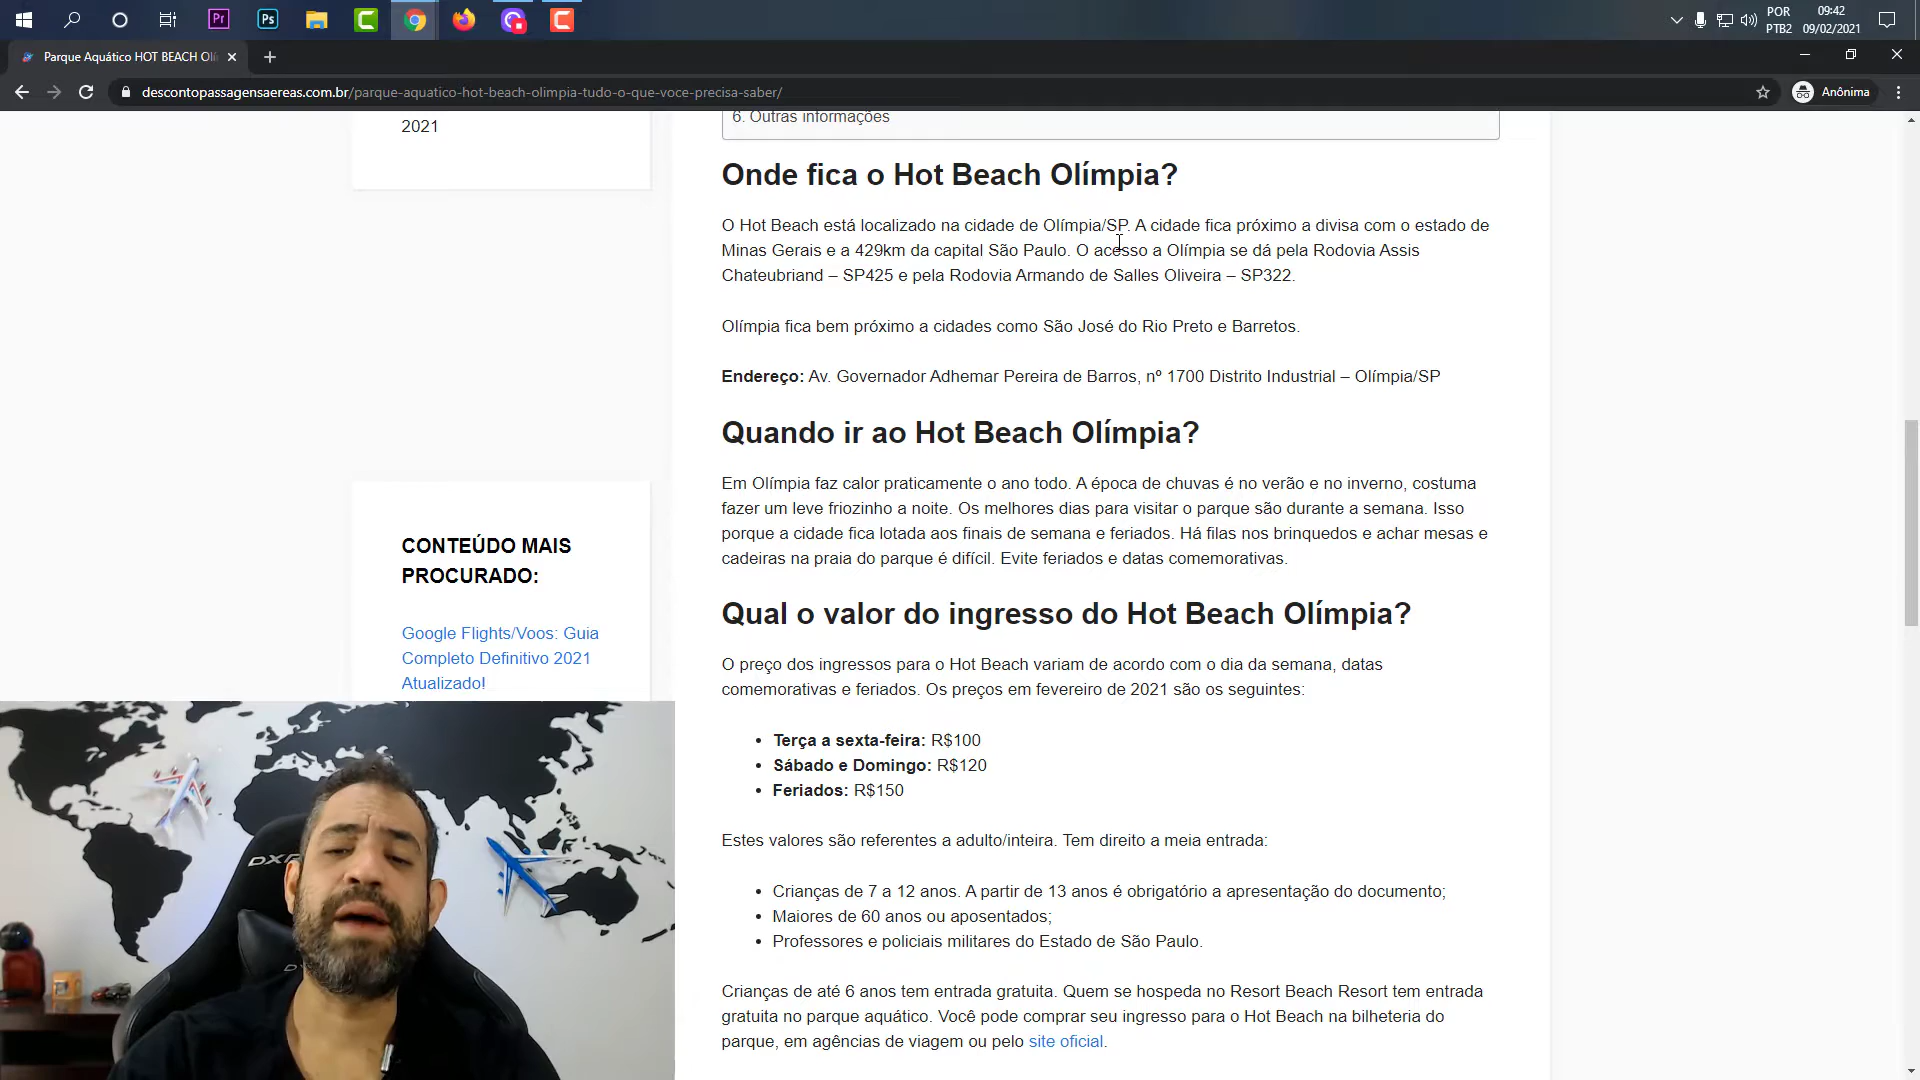 POR
PTB2
09:42
09/02/2021
Parque Aquático HOT BEACH Olí
descontopassagensaereas.com.br/parque-aquatico-hot-beach-olimpia-tudo-o-que-voce-precisa-saber/
Anônima
2021
6. Outras informações
Onde fica o Hot Beach Olímpia?
O Hot Beach está localizado na cidade de Olímpia/SP. A cidade fica próximo a divisa com o estado de
Minas Gerais e a 429km da capital São Paulo. O acesso a Olímpia se dá pela Rodovia Assis
Chateubriand – SP425 e pela Rodovia Armando de Salles Oliveira – SP322.
Olímpia fica bem próximo a cidades como São José do Rio Preto e Barretos.
Endereço: Av. Governador Adhemar Pereira de Barros, nº 1700 Distrito Industrial – Olímpia/SP
Quando ir ao Hot Beach Olímpia?
Em Olímpia faz calor praticamente o ano todo. A época de chuvas é no verão e no inverno, costuma
fazer um leve friozinho a noite. Os melhores dias para visitar o parque são durante a semana. Isso
porque a cidade fica lotada aos finais de semana e feriados. Há filas nos brinquedos e achar mesas e
cadeiras na praia do parque é difícil. Evite feriados e datas comemorativas.
CONTEÚDO MAIS
PROCURADO:
Google Flights/Voos: Guia
Completo Definitivo 2021
Atualizado!
Qual o valor do ingresso do Hot Beach Olímpia?
O preço dos ingressos para o Hot Beach variam de acordo com o dia da semana, datas
comemorativas e feriados. Os preços em fevereiro de 2021 são os seguintes:
• Terça a sexta-feira: R$100
• Sábado e Domingo: R$120
• Feriados: R$150
Estes valores são referentes a adulto/inteira. Tem direito a meia entrada:
• Crianças de 7 a 12 anos. A partir de 13 anos é obrigatório a apresentação do documento;
• Maiores de 60 anos ou aposentados;
• Professores e policiais militares do Estado de São Paulo.
Crianças de até 6 anos tem entrada gratuita. Quem se hospeda no Resort Beach Resort tem entrada
gratuita no parque aquático. Você pode comprar seu ingresso para o Hot Beach na bilheteria do
parque, em agências de viagem ou pelo site oficial.